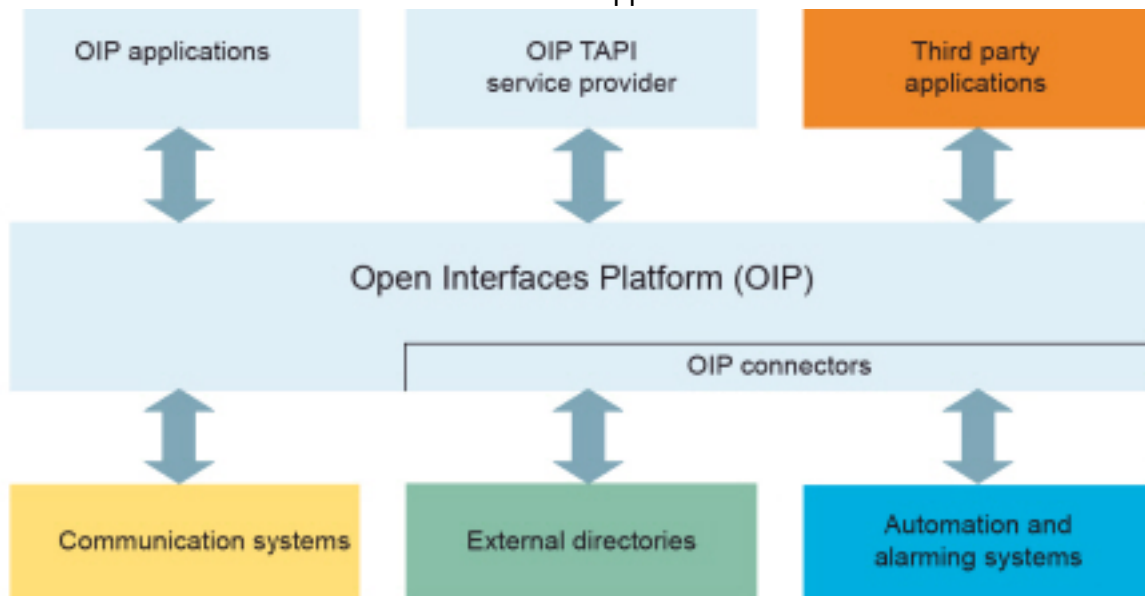 OIP applications
OIP TAPI
service provider
Third party
applications
Open Interfaces Platform (OIP)
OIP connectors
Communication systems
External directories
Automation and
alarming systems